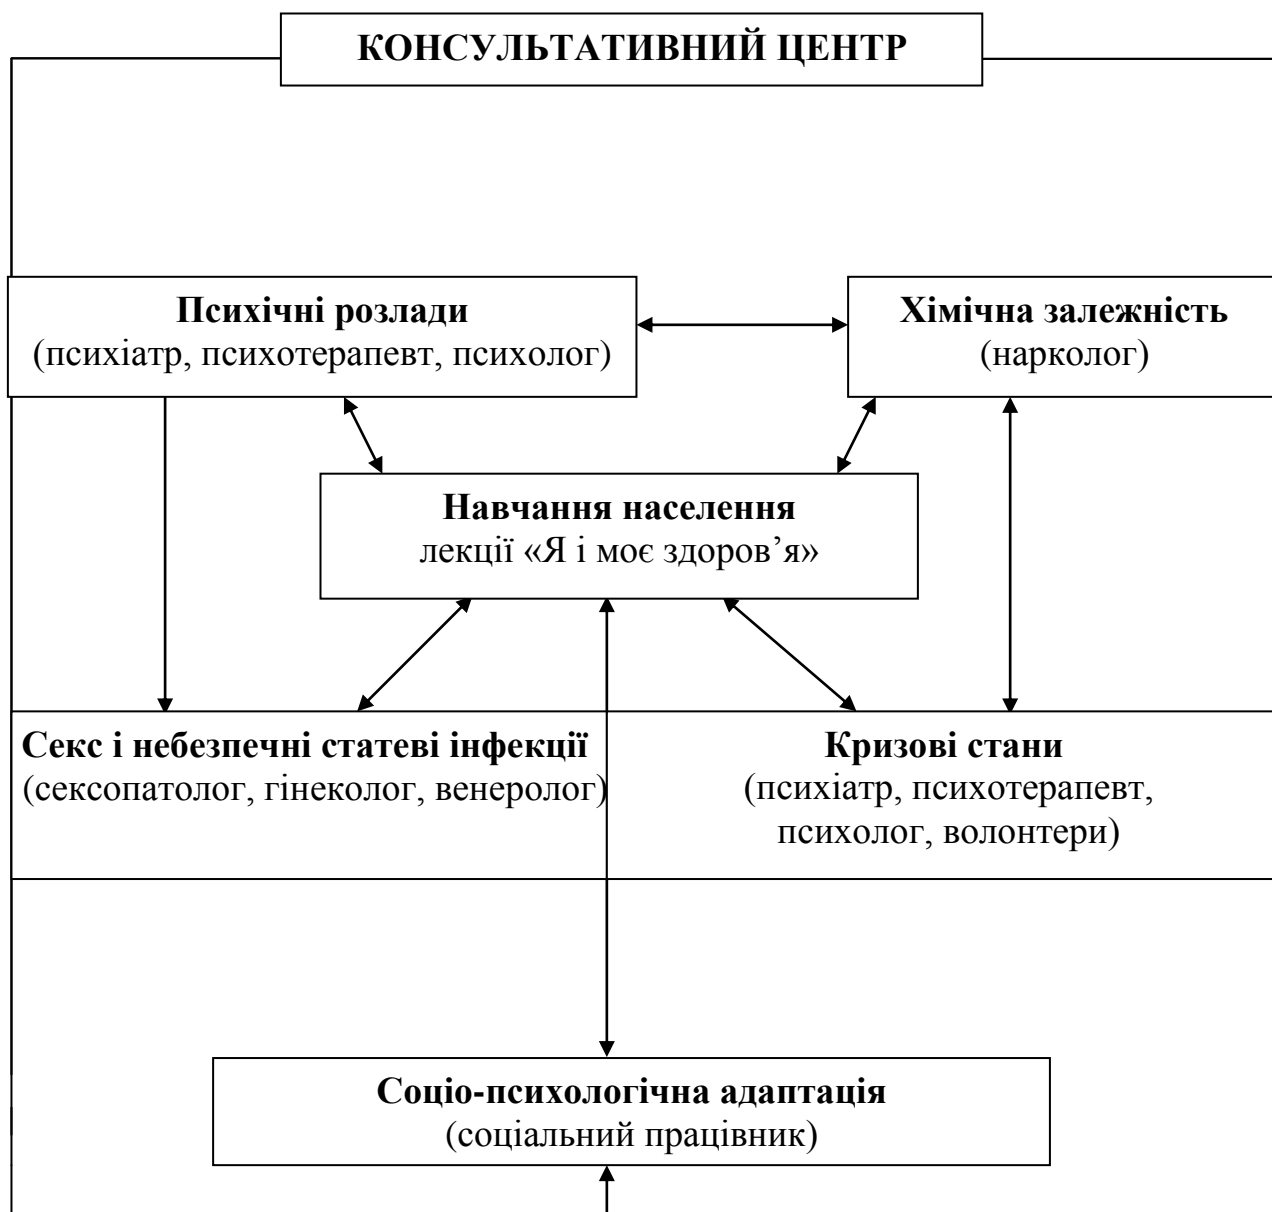 КОНСУЛЬТАТИВНИЙ ЦЕНТР
Психічні розлади
(психіатр, психотерапевт, психолог)
Хімічна залежність
(нарколог)
Навчання населення
лекції «Я і моє здоров’я»
Секс і небезпечні статеві інфекції
(сексопатолог, гінеколог, венеролог)
Кризові стани
(психіатр, психотерапевт,
психолог, волонтери)
Соціо-психологічна адаптація
(соціальний працівник)